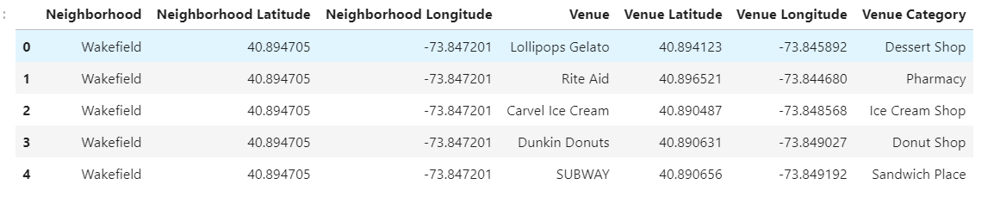 : Neighborhood Neighborhood Latitude Neighborhood Longitude Venue Venue Latitude Venue Longitude Venue Category
0 Wakefield 40.894705 -73.847201 Lollipops Gelato 40.894123 -73.845892 Dessert Shop
1 Wakefield 40.894705 -73.847201 Rite Aid 40.896521 -73.844680 Pharmacy
2 Wakefield 40.894705 -73.847201 Carvel Ice Cream 40.890487 -73.848568 Ice Cream Shop
3 Wakefield 40.894705 -73.847201 Dunkin Donuts 40.890631 -73.849027 Donut Shop
4 Wakefield 40.894705 -73.847201 SUBWAY 40.890656 -73.849192 Sandwich Place